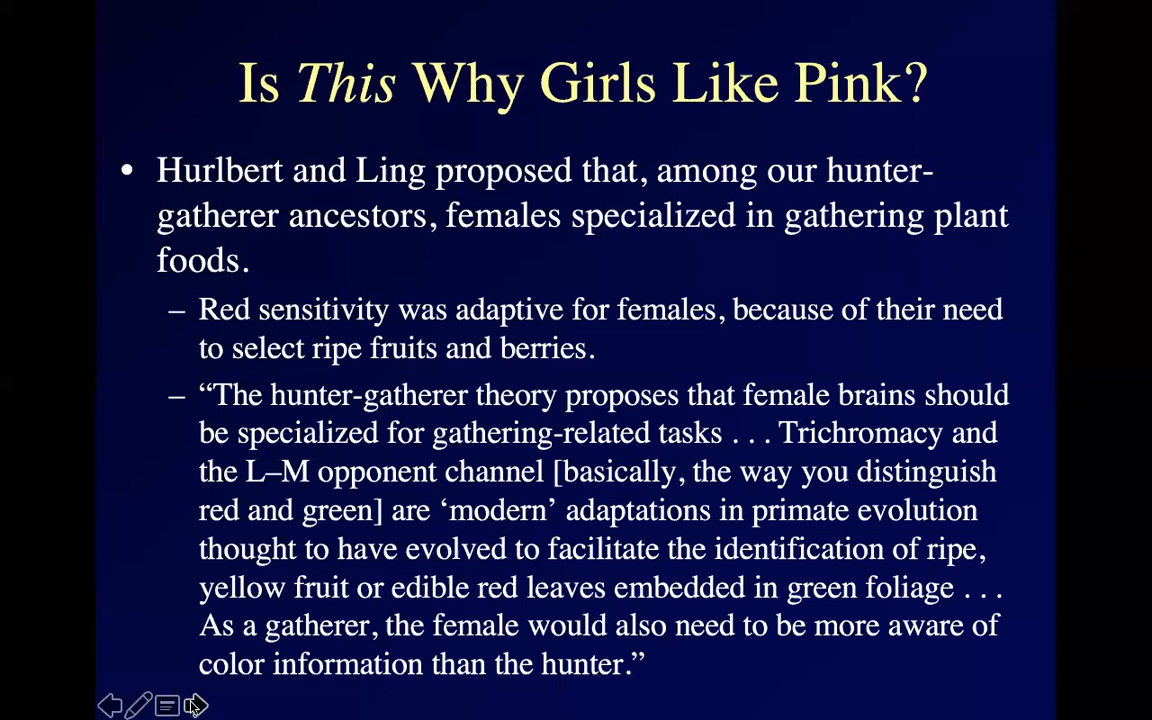 Is This Why Girls Like Pink?
• Hurlbert and Ling proposed that, among our hunter-
gatherer ancestors, females specialized in gathering plant
foods.
– Red sensitivity was adaptive for females, because of their need
to select ripe fruits and berries.
– “The hunter-gatherer theory proposes that female brains should
be specialized for gathering-related tasks . . . Trichromacy and
the L–M opponent channel [basically, the way you distinguish
red and green] are ‘modern’ adaptations in primate evolution
thought to have evolved to facilitate the identification of ripe,
yellow fruit or edible red leaves embedded in green foliage . . .
As a gatherer, the female would also need to be more aware of
color information than the hunter.”